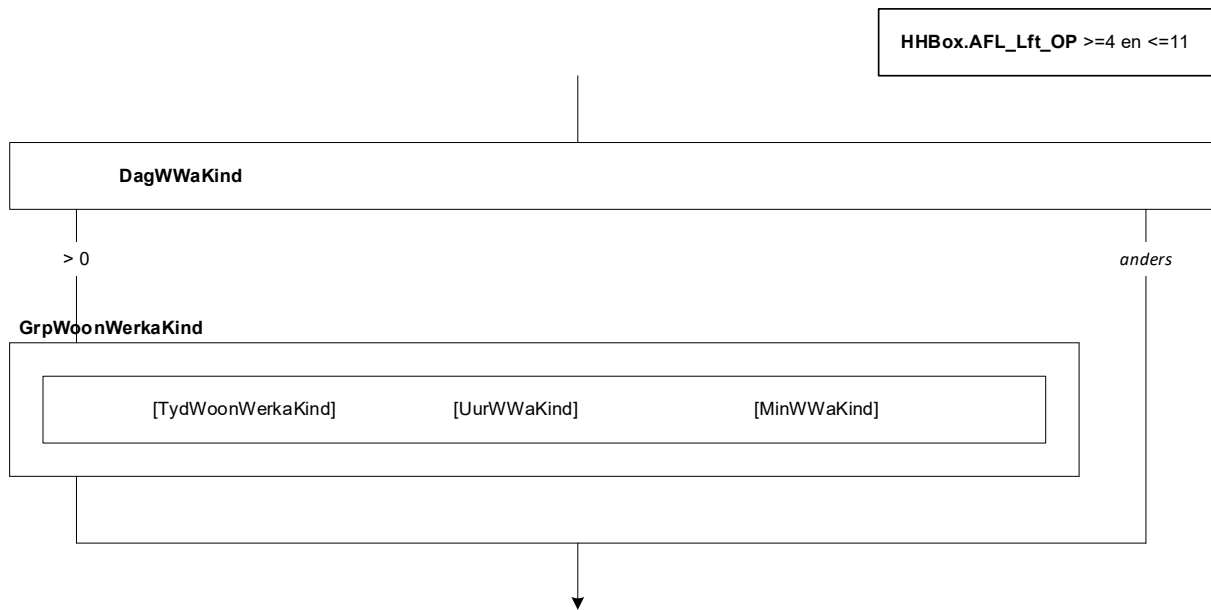 HHBox.AFL_Lft_OP >=4 en <=11
DagWWaKind
> 0
anders
GrpWoonWerkaKind
[TydWoonWerkaKind] [UurWWaKind] [MinWWaKind]